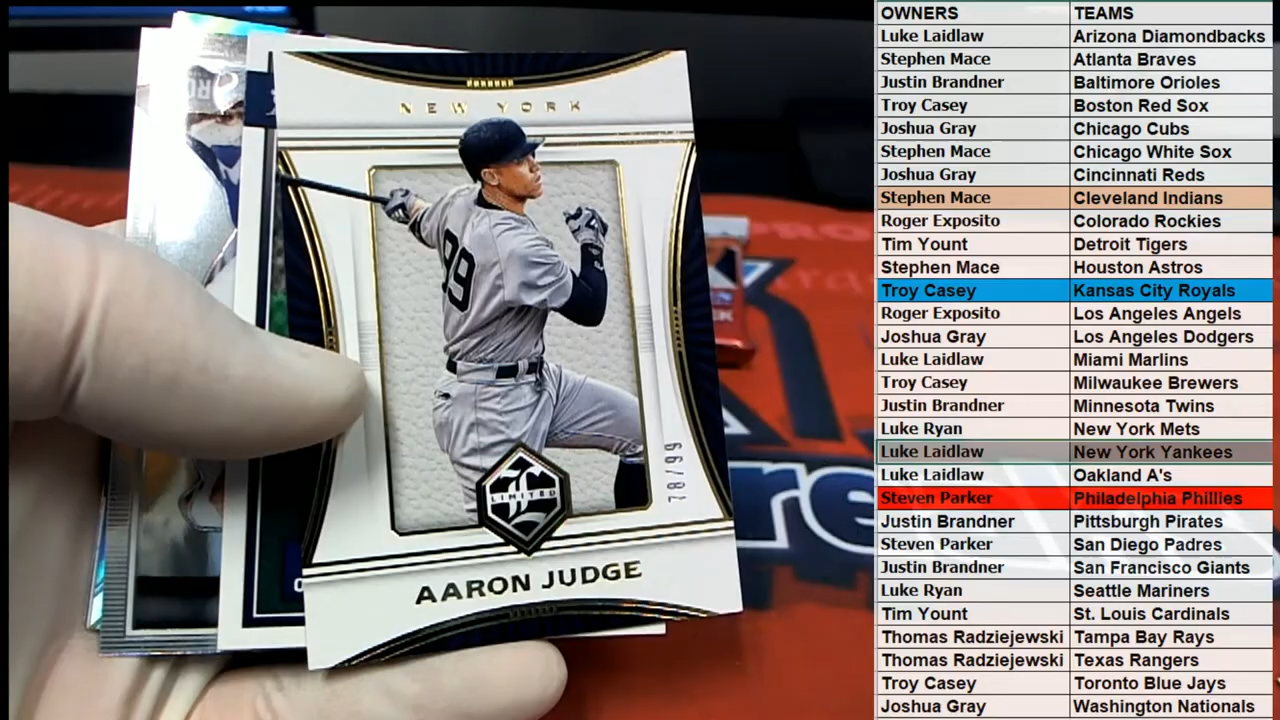 NEW YORK
99
LIMITED
78/99
AARON JUDGE
re
OWNERS TEAMS
Luke Laidlaw Arizona Diamondbacks
Stephen Mace Atlanta Braves
Justin Brandner Baltimore Orioles
Troy Casey Boston Red Sox
Joshua Gray Chicago Cubs
Stephen Mace Chicago White Sox
Joshua Gray Cincinnati Reds
Stephen Mace Cleveland Indians
Roger Exposito Colorado Rockies
Tim Yount Detroit Tigers
Stephen Mace Houston Astros
Troy Casey Kansas City Royals
Roger Exposito Los Angeles Angels
Joshua Gray Los Angeles Dodgers
Luke Laidlaw Miami Marlins
Troy Casey Milwaukee Brewers
Justin Brandner Minnesota Twins
Luke Ryan New York Mets
Luke Laidlaw New York Yankees
Luke Laidlaw Oakland A's
Steven Parker Philadelphia Phillies
Justin Brandner Pittsburgh Pirates
Steven Parker San Diego Padres
Justin Brandner San Francisco Giants
Luke Ryan Seattle Mariners
Tim Yount St. Louis Cardinals
Thomas Radziejewski Tampa Bay Rays
Thomas Radziejewski Texas Rangers
Troy Casey Toronto Blue Jays
Joshua Gray Washington Nationals